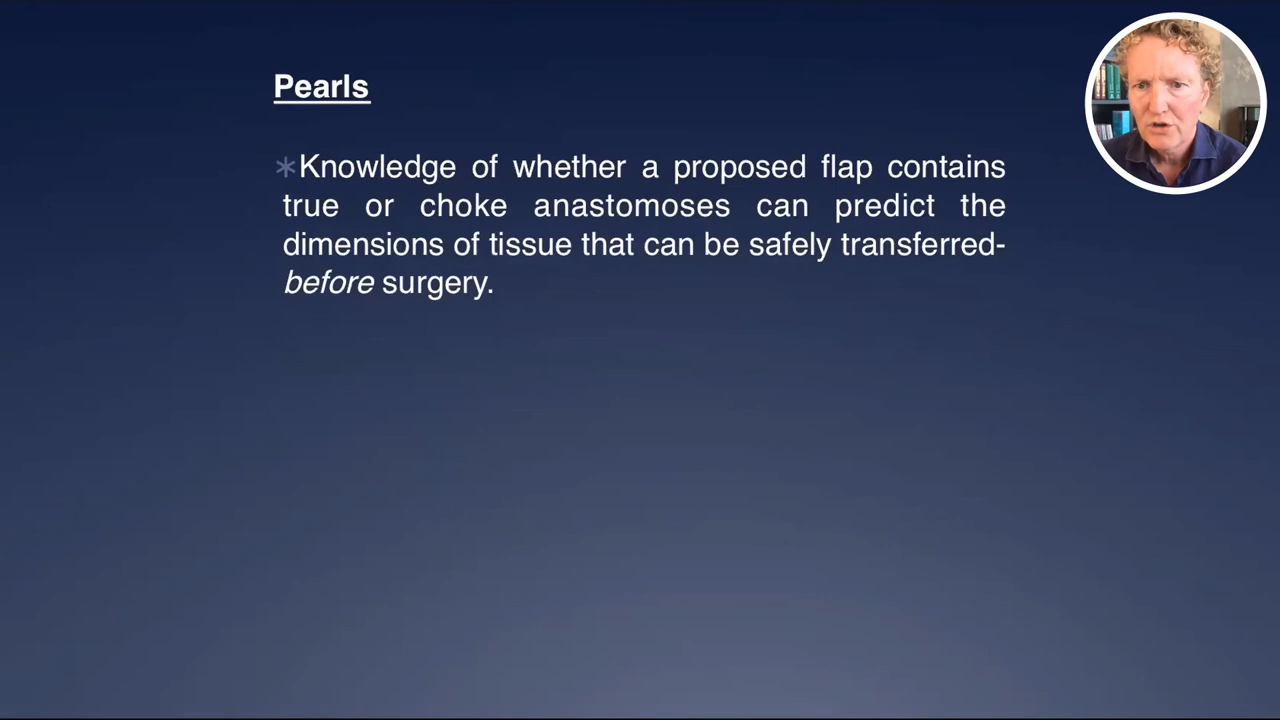 Pearls
*Knowledge of whether a proposed flap contains
true or choke anastomoses can predict the
dimensions of tissue that can be safely transferred-
before surgery.